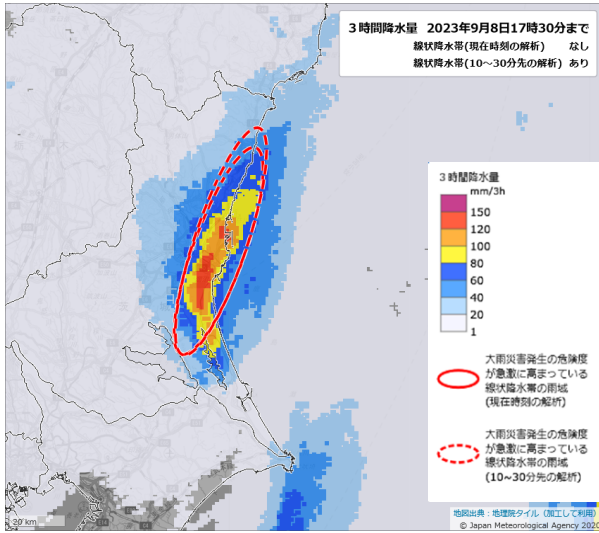 ３時間降水量 2023年9月8日17時30分まで
線状降水帯(現在時刻の解析) なし
線状降水帯(10～30分先の解析) あり
３時間降水量
mm/3h
150
120
100
80
60
40
20
1
大雨災害発生の危険度
が急激に高まっている
線状降水帯の雨域
(現在時刻の解析)
大雨災害発生の危険度
が急激に高まっている
線状降水帯の雨域
(10~30分先の解析)
20 km
地図出典：地理院タイル（加工して利用）
© Japan Meteorological Agency 2020